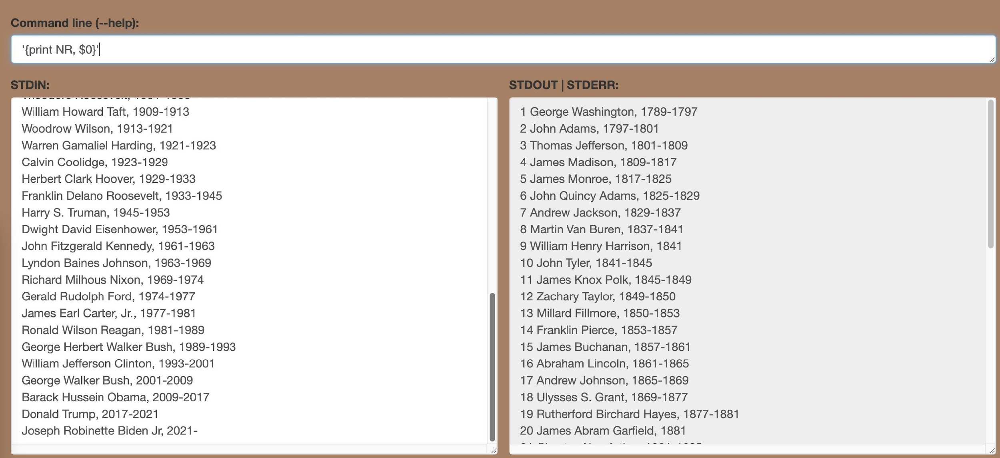 Command line (--help):
'{print NR, $0}'
STDIN:
William Howard Taft, 1909-1913
Woodrow Wilson, 1913-1921
Warren Gamaliel Harding, 1921-1923
Calvin Coolidge, 1923-1929
Herbert Clark Hoover, 1929-1933
Franklin Delano Roosevelt, 1933-1945
Harry S. Truman, 1945-1953
Dwight David Eisenhower, 1953-1961
John Fitzgerald Kennedy, 1961-1963
Lyndon Baines Johnson, 1963-1969
Richard Milhous Nixon, 1969-1974
Gerald Rudolph Ford, 1974-1977
James Earl Carter, Jr., 1977-1981
Ronald Wilson Reagan, 1981-1989
George Herbert Walker Bush, 1989-1993
William Jefferson Clinton, 1993-2001
George Walker Bush, 2001-2009
Barack Hussein Obama, 2009-2017
Donald Trump, 2017-2021
Joseph Robinette Biden Jr, 2021-
STDOUT | STDERR:
1 George Washington, 1789-1797
2 John Adams, 1797-1801
3 Thomas Jefferson, 1801-1809
4 James Madison, 1809-1817
5 James Monroe, 1817-1825
6 John Quincy Adams, 1825-1829
7 Andrew Jackson, 1829-1837
8 Martin Van Buren, 1837-1841
9 William Henry Harrison, 1841
10 John Tyler, 1841-1845
11 James Knox Polk, 1845-1849
12 Zachary Taylor, 1849-1850
13 Millard Fillmore, 1850-1853
14 Franklin Pierce, 1853-1857
15 James Buchanan, 1857-1861
16 Abraham Lincoln, 1861-1865
17 Andrew Johnson, 1865-1869
18 Ulysses S. Grant, 1869-1877
19 Rutherford Birchard Hayes, 1877-1881
20 James Abram Garfield, 1881